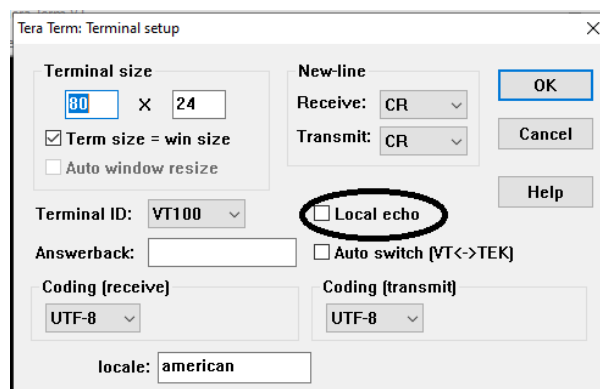 Tera Term: Terminal setup
Terminal size
80 X 24
Term size = win size
Auto window resize
New-line
Receive: CR
Transmit: CR
OK
Cancel
Help
Terminal ID: VT100
Local echo
Answerback:
Auto switch (VT<->TEK)
Coding (receive)
UTF-8
Coding (transmit)
UTF-8
locale: american